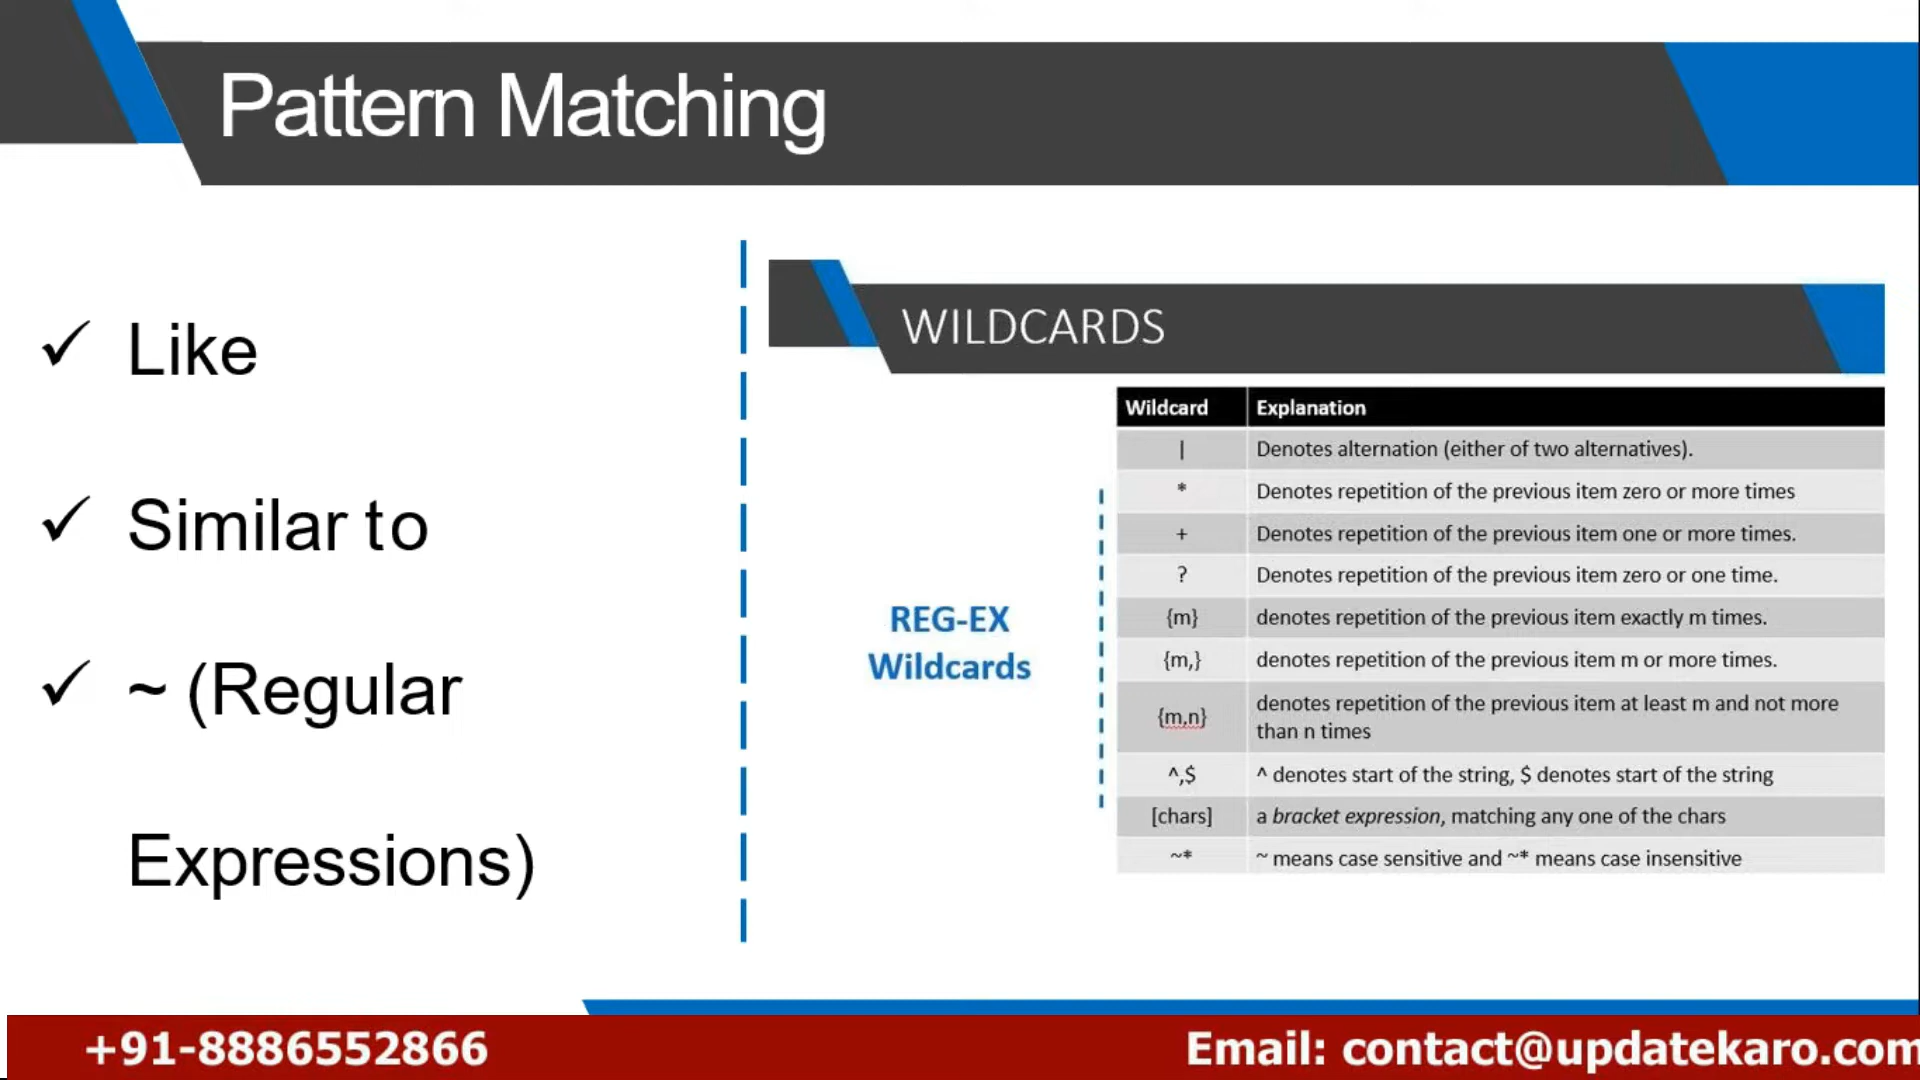 Pattern Matching
✓ Like
✓ Similar to
✓ ~ (Regular
Expressions)
WILDCARDS
REG-EX
Wildcards
Wildcard Explanation
| Denotes alternation (either of two alternatives).
* Denotes repetition of the previous item zero or more times
+ Denotes repetition of the previous item one or more times.
? Denotes repetition of the previous item zero or one time.
{m} denotes repetition of the previous item exactly m times.
{m,} denotes repetition of the previous item m or more times.
{m,n} denotes repetition of the previous item at least m and not more
than n times
^,$ ^ denotes start of the string, $ denotes start of the string
[chars] a bracket expression, matching any one of the chars
~* ~ means case sensitive and ~* means case insensitive
+91-8886552866
Email: contact@updatekaro.com